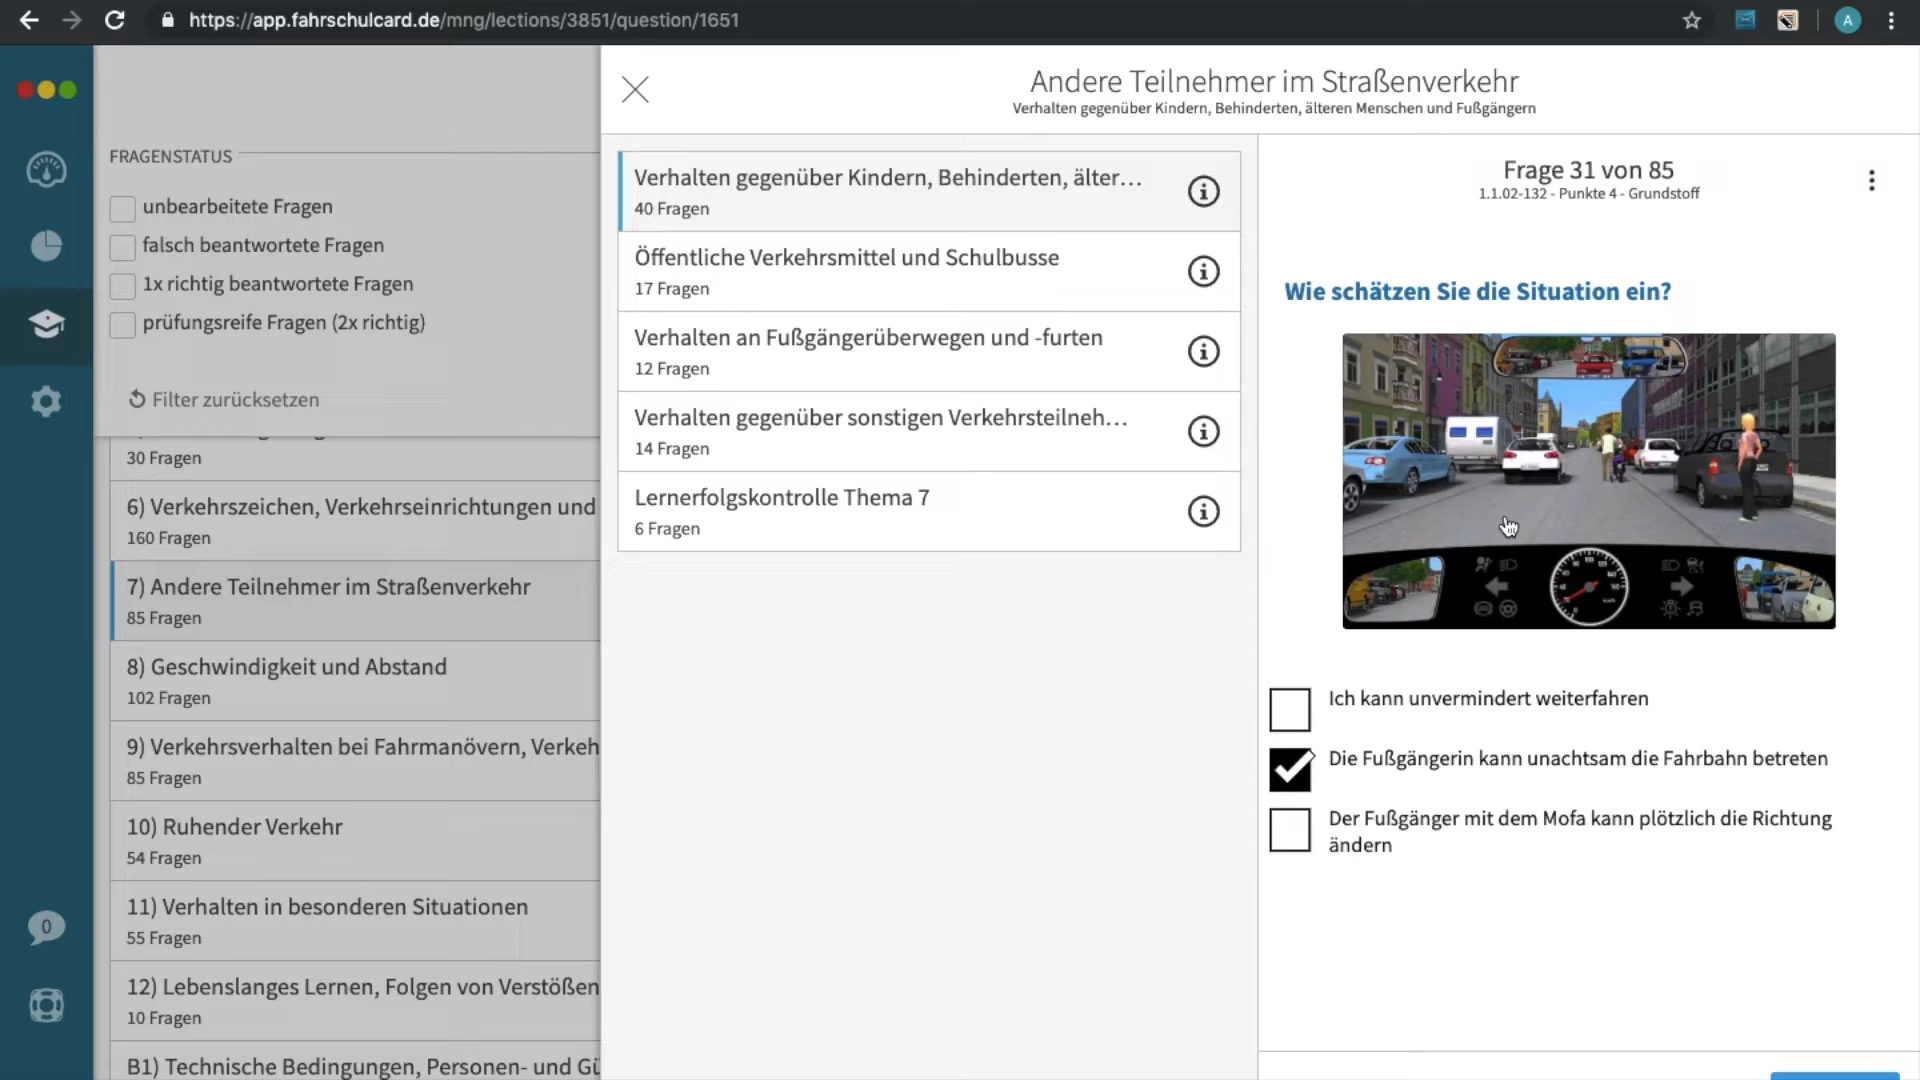 https://app.fahrschulcard.de/mng/lections/3851/question/1651
A
Andere Teilnehmer im Straßenverkehr
Verhalten gegenüber Kindern, Behinderten, älteren Menschen und Fußgängern
FRAGENSTATUS
unbearbeitete Fragen
falsch beantwortete Fragen
1x richtig beantwortete Fragen
prüfungsreife Fragen (2x richtig)
Filter zurücksetzen
30 Fragen
6) Verkehrszeichen, Verkehrseinrichtungen und
160 Fragen
7) Andere Teilnehmer im Straßenverkehr
85 Fragen
8) Geschwindigkeit und Abstand
102 Fragen
9) Verkehrsverhalten bei Fahrmanövern, Verkeh
85 Fragen
10) Ruhender Verkehr
54 Fragen
11) Verhalten in besonderen Situationen
55 Fragen
12) Lebenslanges Lernen, Folgen von Verstößen
10 Fragen
B1) Technische Bedingungen, Personen- und Gü
0
Verhalten gegenüber Kindern, Behinderten, älter...
40 Fragen
Öffentliche Verkehrsmittel und Schulbusse
17 Fragen
Verhalten an Fußgängerüberwegen und -furten
12 Fragen
Verhalten gegenüber sonstigen Verkehrsteilneh...
14 Fragen
Lernerfolgskontrolle Thema 7
6 Fragen
Frage 31 von 85
1.1.02-132 - Punkte 4 - Grundstoff
Wie schätzen Sie die Situation ein?
Ich kann unvermindert weiterfahren
Die Fußgängerin kann unachtsam die Fahrbahn betreten
Der Fußgänger mit dem Mofa kann plötzlich die Richtung
ändern